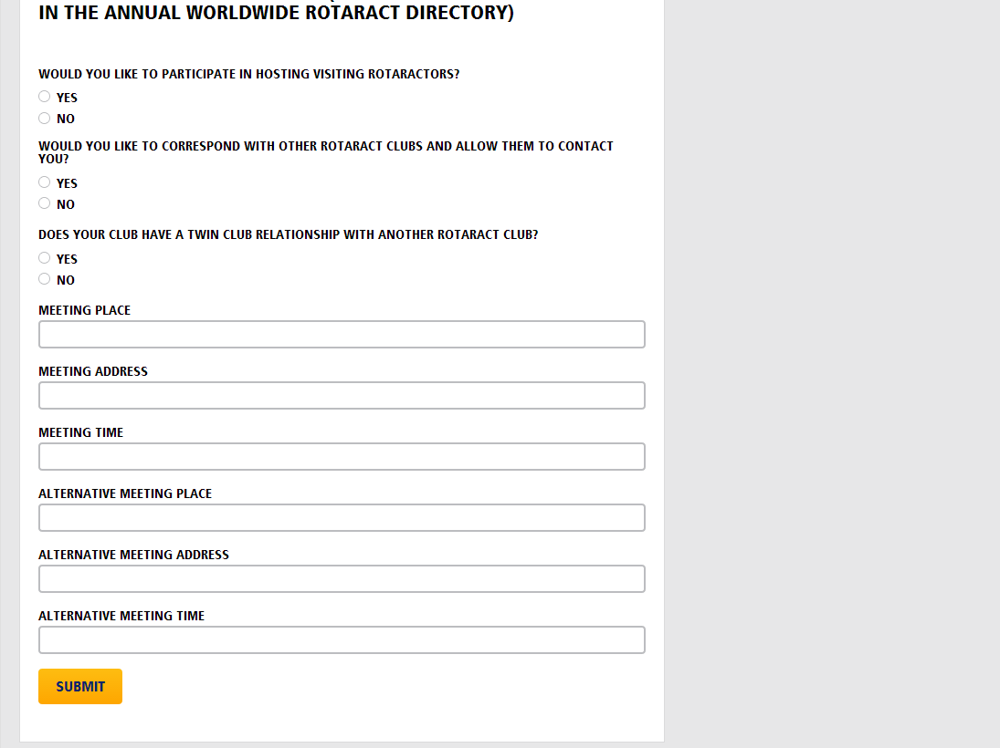 IN THE ANNUAL WORLDWIDE ROTARACT DIRECTORY)
WOULD YOU LIKE TO PARTICIPATE IN HOSTING VISITING ROTARACTORS?
YES
NO
WOULD YOU LIKE TO CORRESPOND WITH OTHER ROTARACT CLUBS AND ALLOW THEM TO CONTACT
YOU?
YES
NO
DOES YOUR CLUB HAVE A TWIN CLUB RELATIONSHIP WITH ANOTHER ROTARACT CLUB?
YES
NO
MEETING PLACE
MEETING ADDRESS
MEETING TIME
ALTERNATIVE MEETING PLACE
ALTERNATIVE MEETING ADDRESS
ALTERNATIVE MEETING TIME
SUBMIT